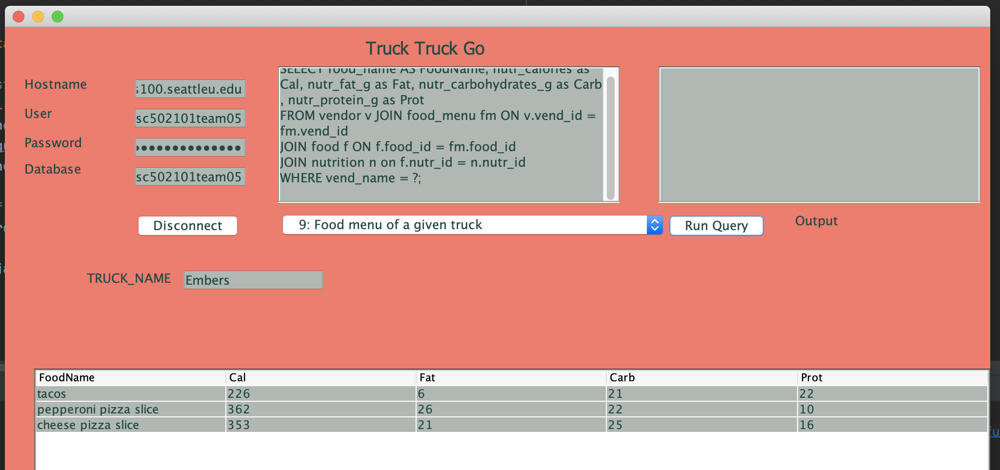 Truck Truck Go
Hostname
s100.seattleu.edu
User
sc502101team05
Password
Database
sc502101team05
SELECT food_name AS FoodName, nutr_calories as
Cal, nutr_fat_g as Fat, nutr_carbohydrates_g as Carb
, nutr_protein_g as Prot
FROM vendor v JOIN food_menu fm ON v.vend_id =
fm.vend_id
JOIN food f ON f.food_id = fm.food_id
JOIN nutrition n on f.nutr_id = n.nutr_id
WHERE vend_name = ?;
Disconnect
9: Food menu of a given truck
Run Query
Output
TRUCK_NAME
Embers
FoodName Cal Fat Carb Prot
tacos 226 6 21 22
pepperoni pizza slice 362 26 22 10
cheese pizza slice 353 21 25 16